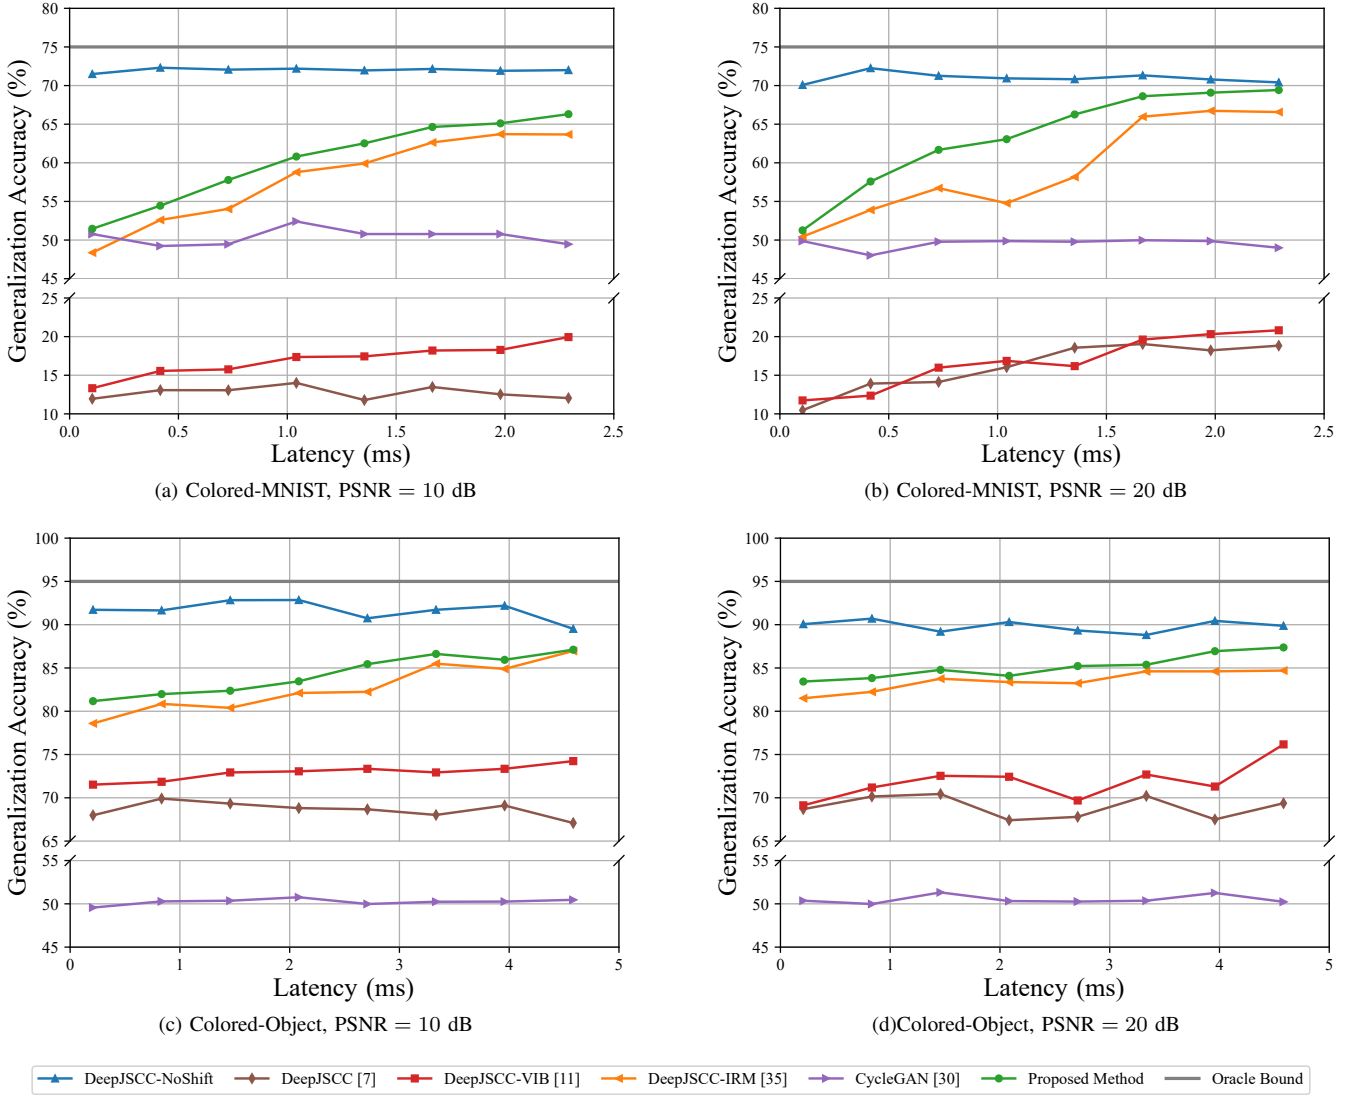 80
75
70
65
60
55
50
45
25
20
15
10
0.0 0.5 1.0 1.5 2.0 2.5
Generalization Accuracy (%)
Latency (ms)
(a) Colored-MNIST, PSNR = 10 dB
80
75
70
65
60
55
50
45
25
20
15
10
0.0 0.5 1.0 1.5 2.0 2.5
Generalization Accuracy (%)
Latency (ms)
(b) Colored-MNIST, PSNR = 20 dB
100
95
90
85
80
75
70
65
55
50
45
0 1 2 3 4 5
Generalization Accuracy (%)
Latency (ms)
(c) Colored-Object, PSNR = 10 dB
100
95
90
85
80
75
70
65
55
50
45
0 1 2 3 4 5
Generalization Accuracy (%)
Latency (ms)
(d)Colored-Object, PSNR = 20 dB
DeepJSCC-NoShift DeepJSCC [7] DeepJSCC-VIB [11] DeepJSCC-IRM [35] CycleGAN [30] Proposed Method Oracle Bound